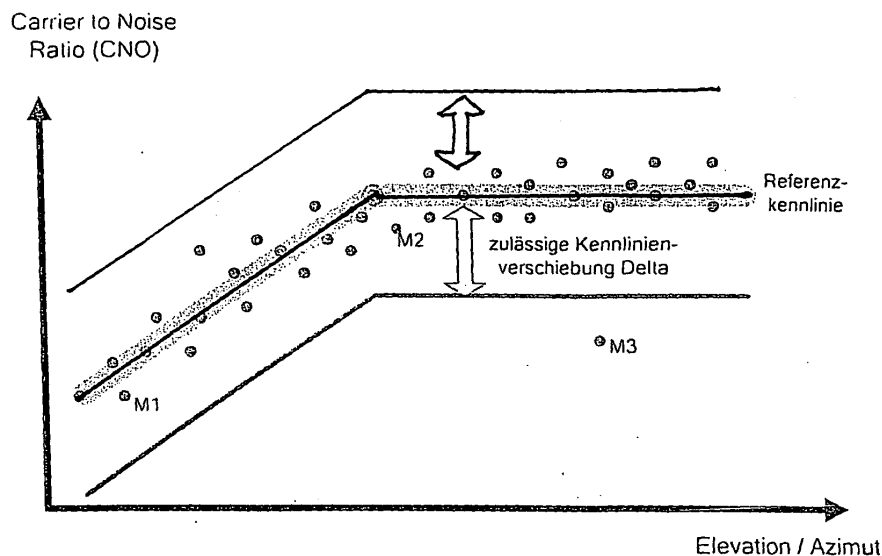 Carrier to Noise
Ratio (CNO)
Referenz-
kennlinie
M2
zulässige Kennlinien-
verschiebung Delta
M3
M1
Elevation / Azimut